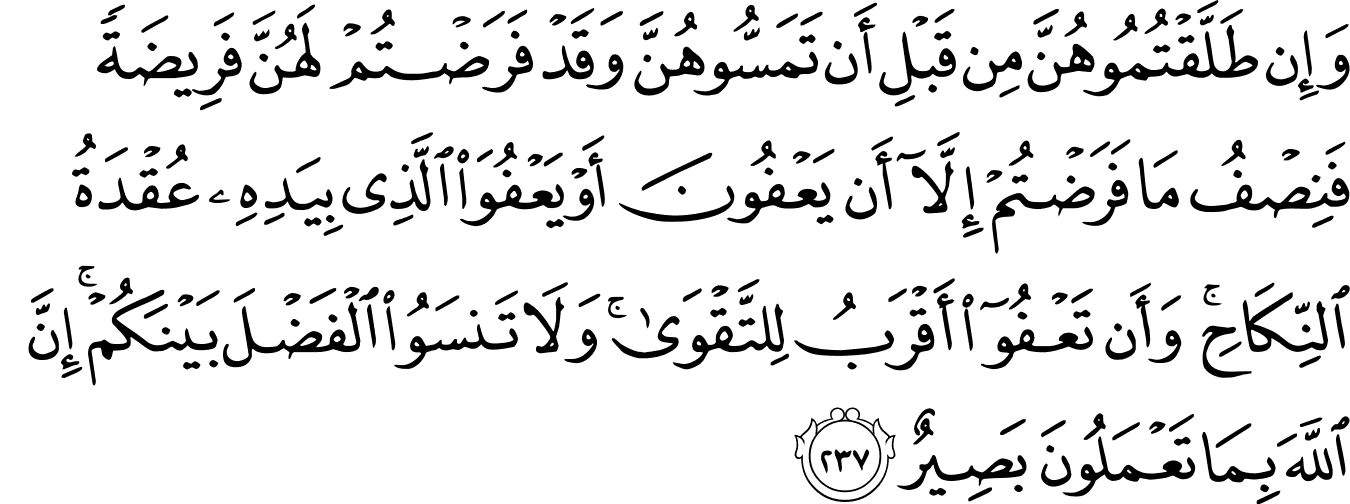 وَإِن طَلَّقْتُمُوهُنَّ مِن قَبْلِ أَن تَمَسُّوهُنَّ وَقَدْ فَرَضْتُمْ لَهُنَّ فَرِيضَةً
فَنِصْفُ مَا فَرَضْتُمْ إِلَّآ أَن يَعْفُونَ أَوْ يَعْفُوَا۟ ٱلَّذِى بِيَدِهِۦ عُقْدَةُ
ٱلنِّكَاحِ ۚ وَأَن تَعْفُوٓا۟ أَقْرَبُ لِلتَّقْوَىٰ ۚ وَلَا تَنسَوُا۟ ٱلْفَضْلَ بَيْنَكُمْ ۚ إِنَّ
ٱللَّهَ بِمَا تَعْمَلُونَ بَصِيرٌ ٢٣٧